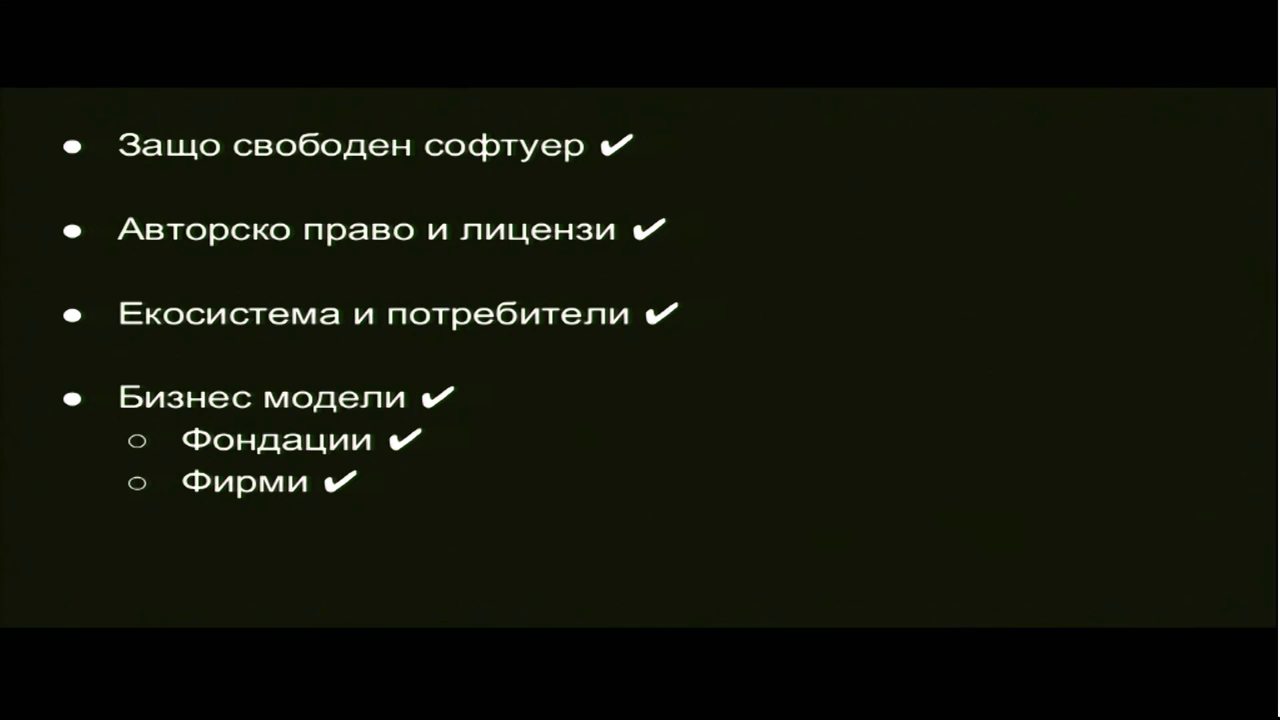 ● Защо свободен софтуер ✔
● Авторско право и лицензи ✔
● Екосистема и потребители ✔
● Бизнес модели ✔
○ Фондации ✔
○ Фирми ✔